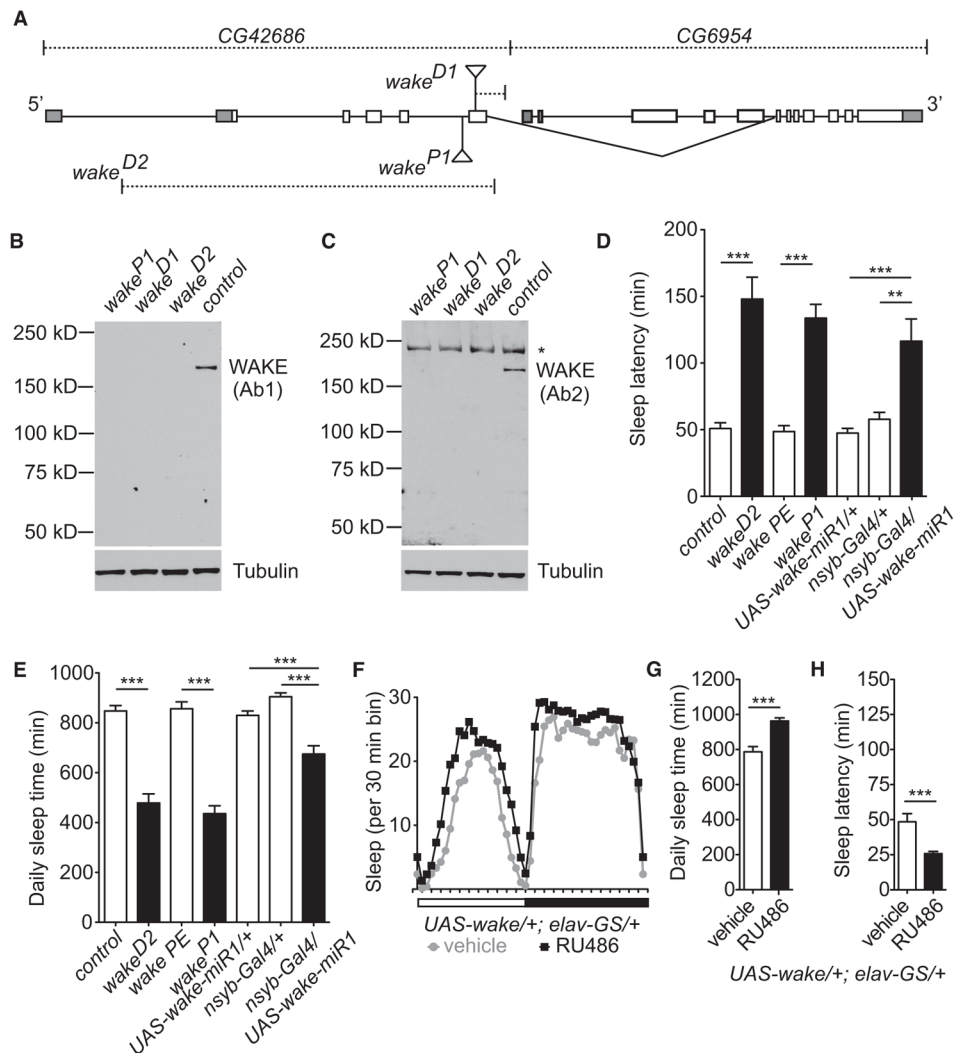 A
CG42686
CG6954
wake^D1
5'
3'
wake^P1
wake^D2
B
wake^P1
wake^D1
wake^D2
control
250 kD
150 kD
100 kD
75 kD
50 kD
WAKE
(Ab1)
Tubulin
C
wake^P1
wake^D1
wake^D2
control
250 kD
150 kD
100 kD
75 kD
50 kD
*
WAKE
(Ab2)
Tubulin
D
Sleep latency (min)
200
150
100
50
0
***
***
***
**
control
wakeD2
wake PE
wakeP1
UAS-wake-miR1/+
nsyb-Gal4/+
nsyb-Gal4/
UAS-wake-miR1
E
Daily sleep time (min)
1000
800
600
400
200
0
***
***
***
***
control
wakeD2
wake PE
wakeP1
UAS-wake-miR1/+
nsyb-Gal4/+
nsyb-Gal4/
UAS-wake-miR1
F
Sleep (per 30 min bin)
30
20
10
UAS-wake/+; elav-GS/+
vehicle
RU486
G
Daily sleep time (min)
1200
1000
800
600
400
200
0
***
vehicle
RU486
H
Sleep latency (min)
150
125
100
75
50
25
0
***
vehicle
RU486
UAS-wake/+; elav-GS/+